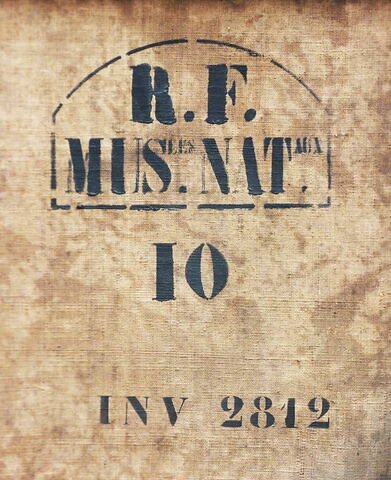 R.F.
MUSÉES. NATAUX.
10
INV 2812